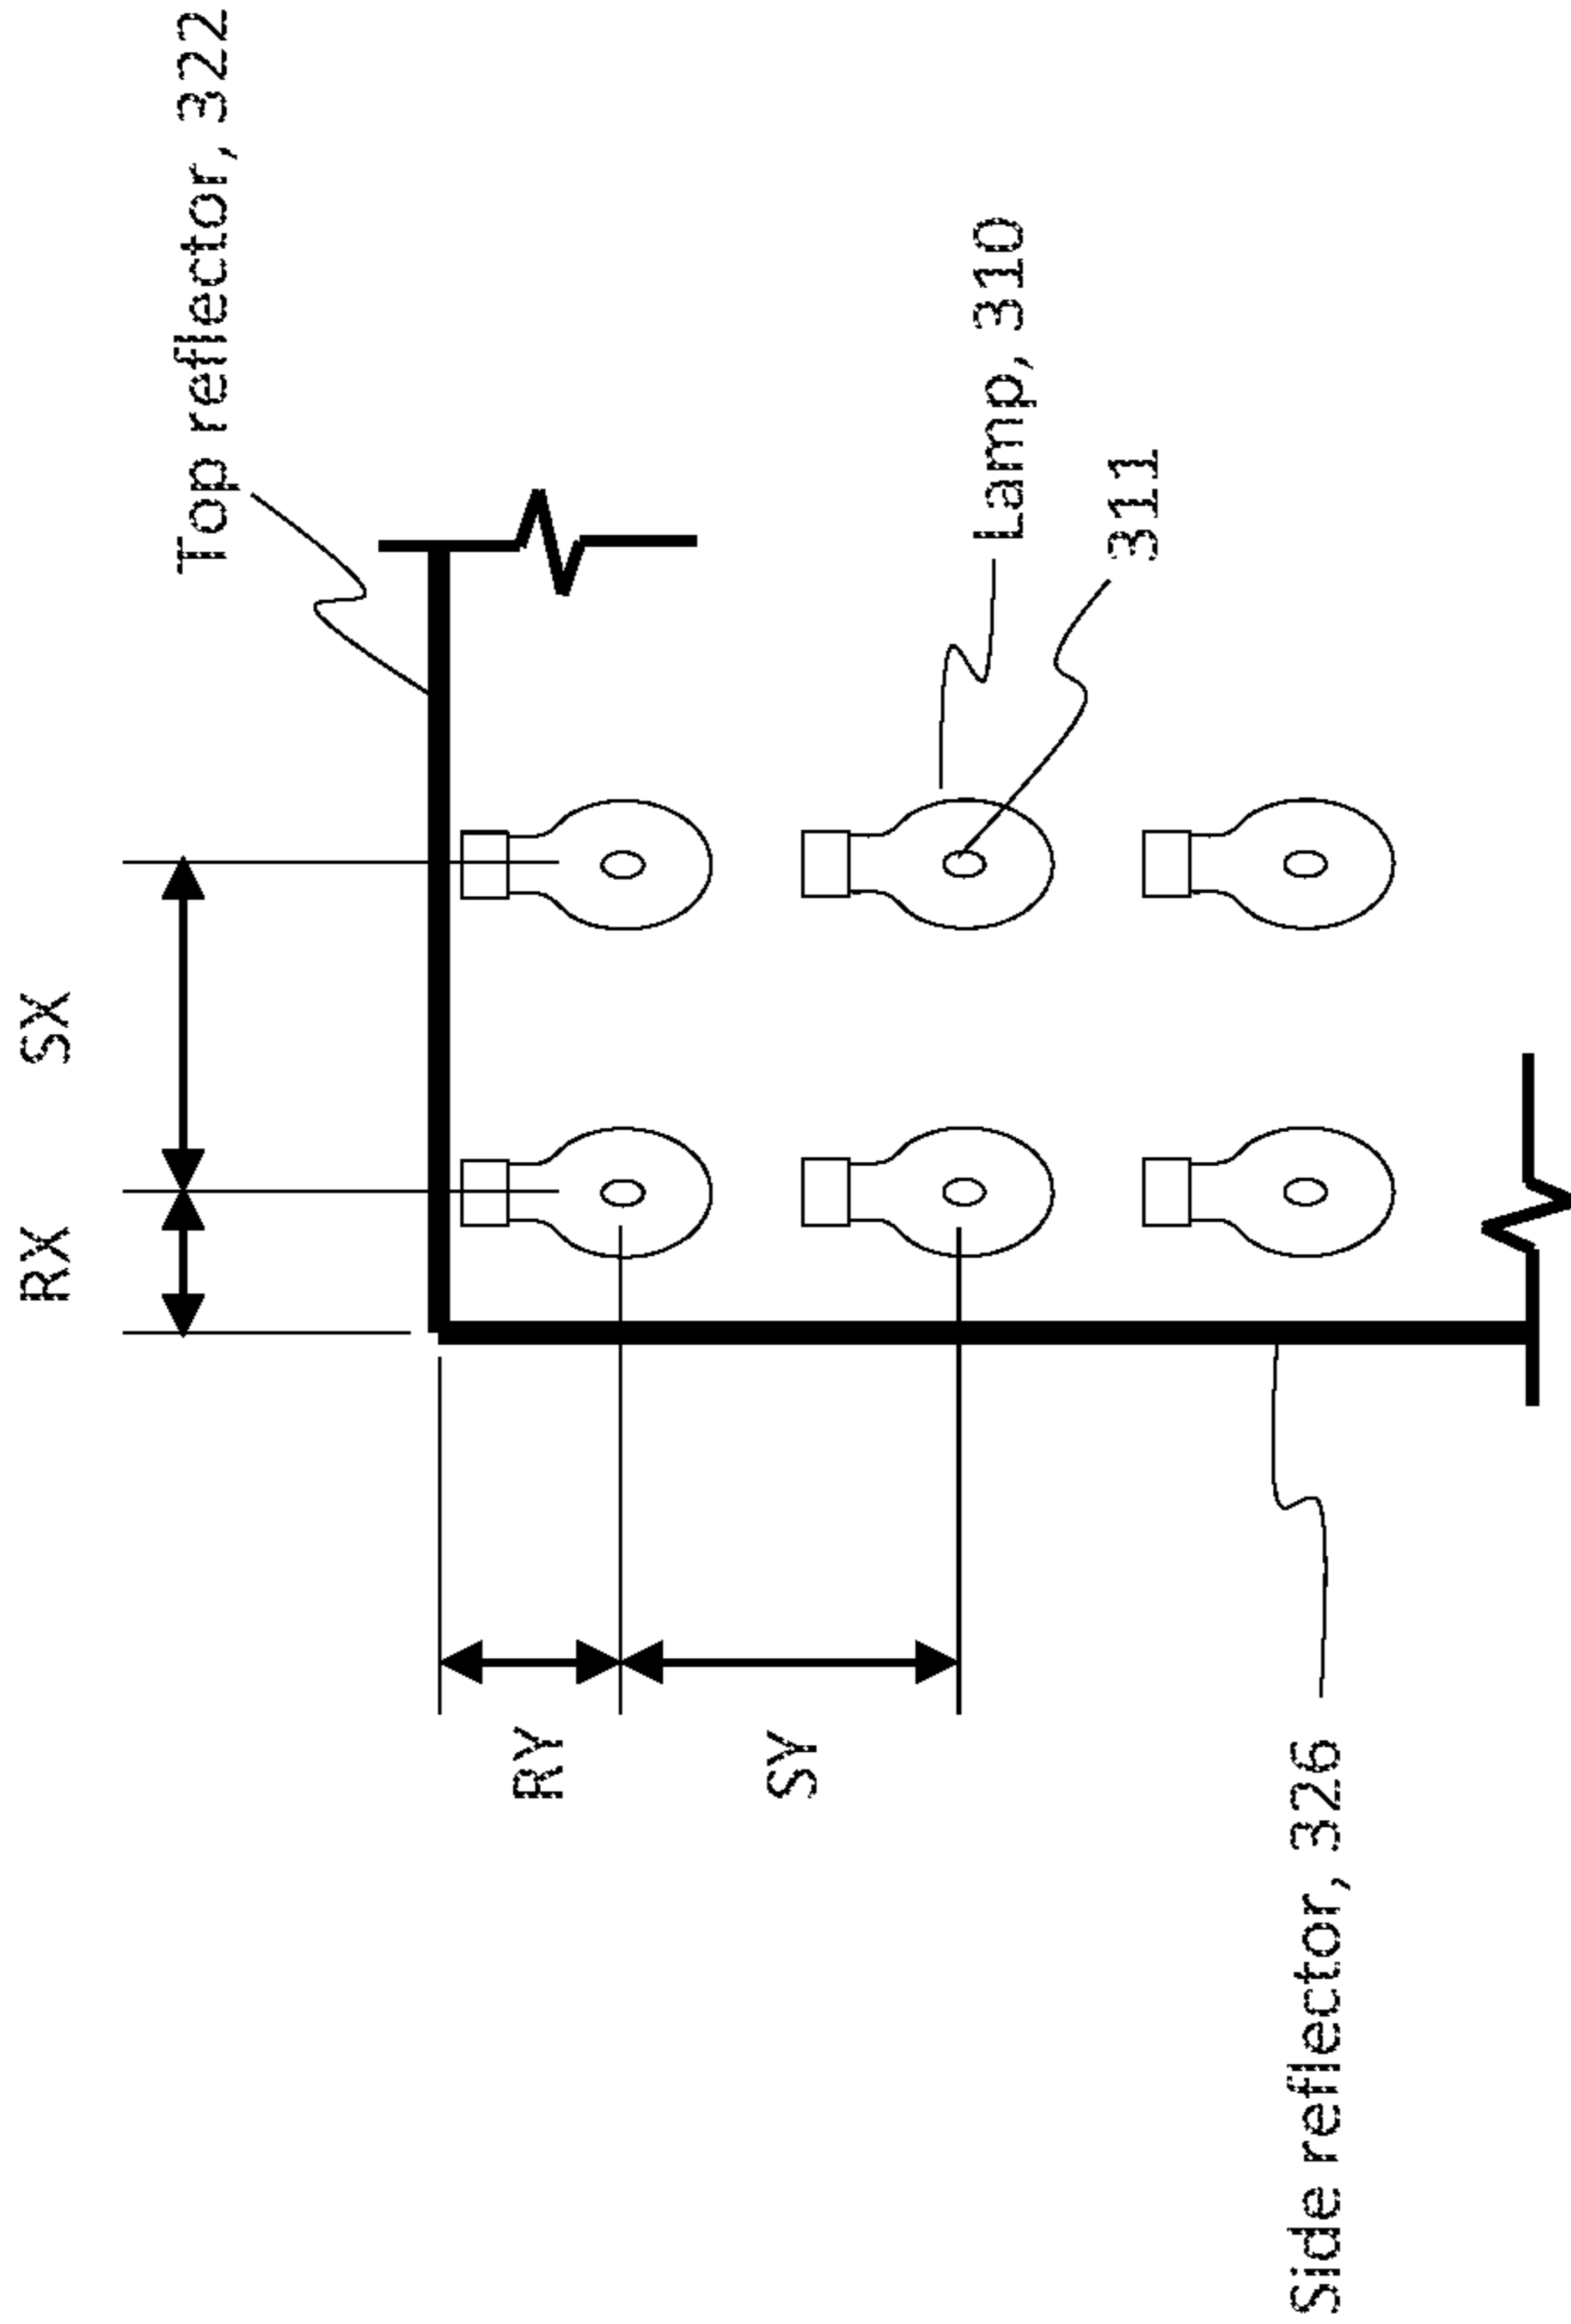 RX
SX
Top reflector, 322
RY
SY
Lamp, 310
311
Side reflector, 326